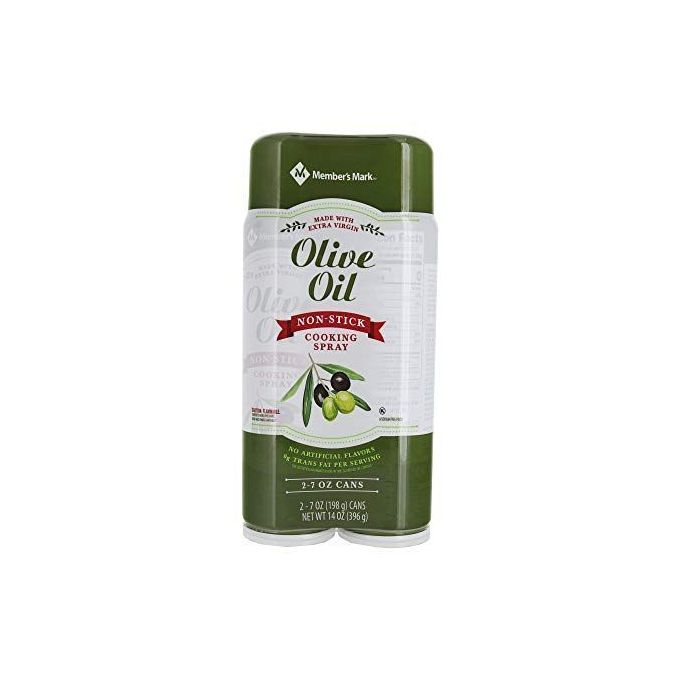 Member's Mark
MADE WITH
EXTRA VIRGIN
Olive
Oil
NON-STICK
COOKING
SPRAY
NO ARTIFICIAL FLAVORS
0g TRANS FAT PER SERVING
2-7 OZ CANS
2 - 7 OZ (198 g) CANS
NET WT 14 OZ (396 g)